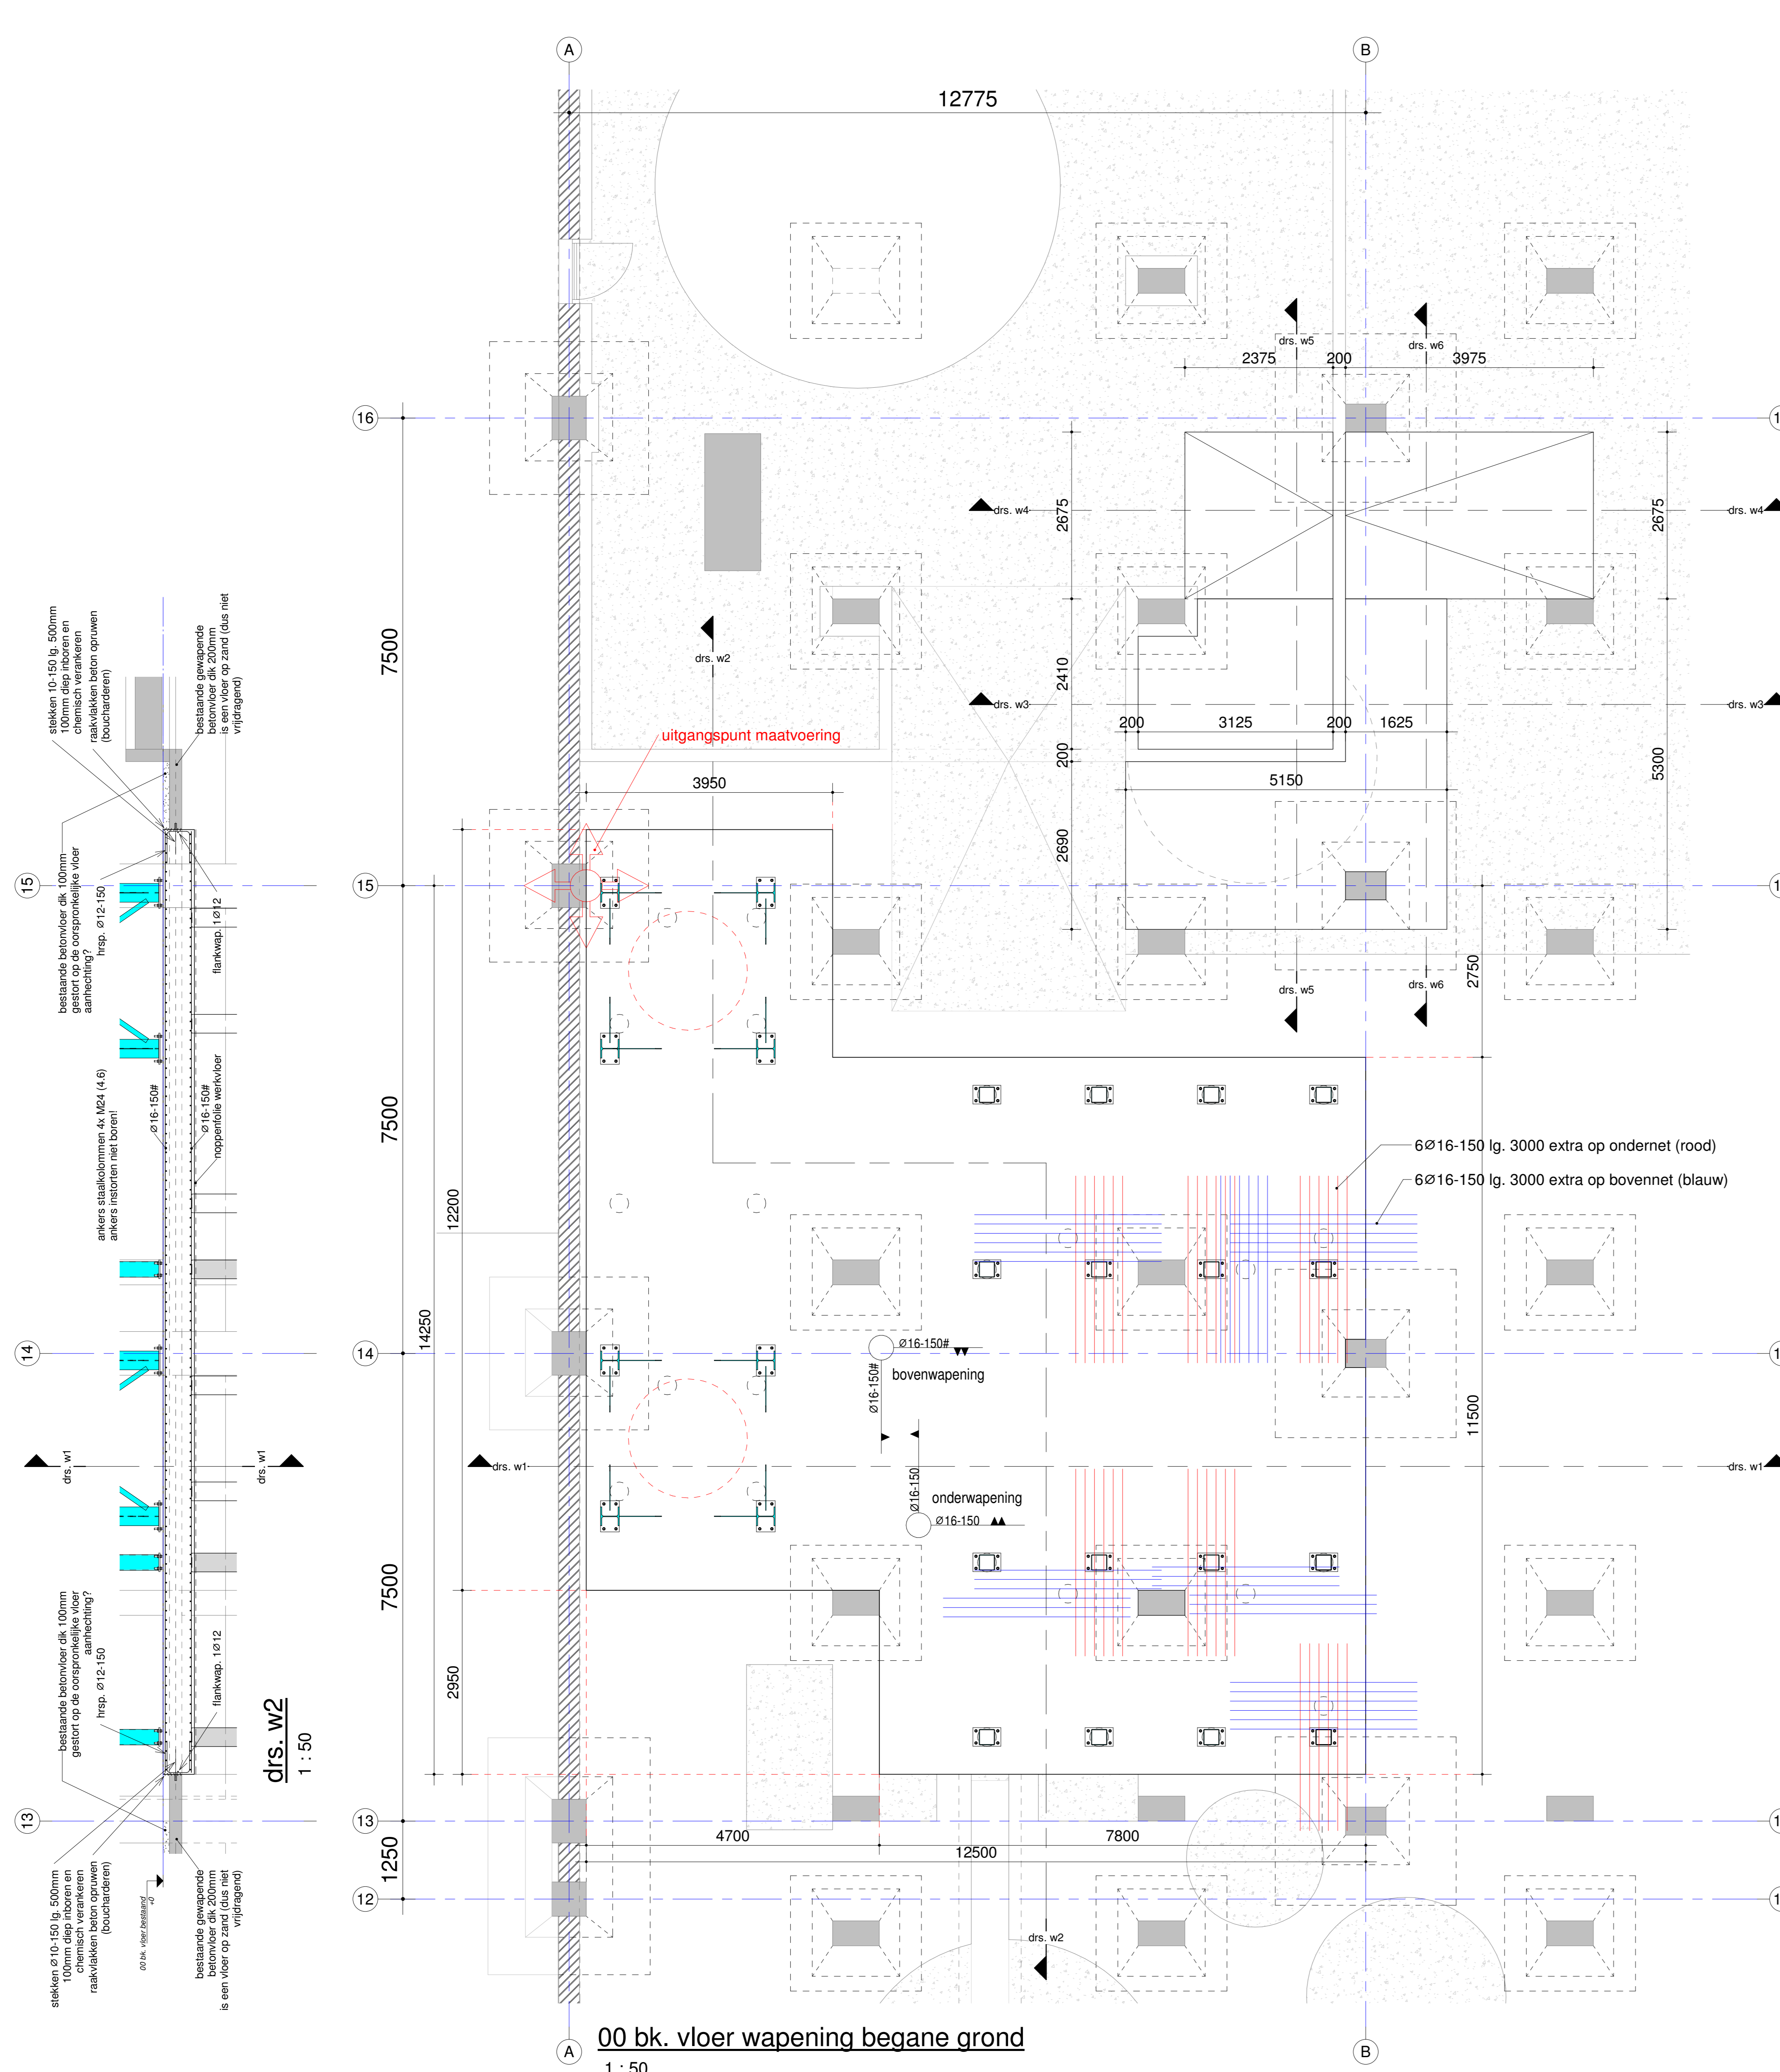 A
B
12775
16
drs. w5
drs. w6
2375
200
3975
2675
drs. w4
drs. w4
2675
7500
drs. w2
2410
drs. w3
drs. w3
200
3125
200
1625
uitgangspunt maatvoering
200
5150
5300
3950
2690
15
drs. w5
drs. w6
2750
7500
6Ø16-150 lg. 3000 extra op ondernet (rood)
6Ø16-150 lg. 3000 extra op bovennet (blauw)
12200
14250
14
Ø16-150#
Ø16-150#
bovenwapening
11500
drs. w1
drs. w1
Ø16-150
onderwapening
Ø16-150
7500
2950
13
4700
7800
12500
1250
12
drs. w2
A
B
00 bk. vloer wapening begane grond
1 : 50
stekken 10-150 lg. 500mm
100mm diep inboren en
chemisch verankeren
raakvlakken beton opruwen
(boucharderen)
bestaande gewapende
betonvloer dik 200mm
is een vloer op zand (dus niet
vrijdragend)
bestaande betonvloer dik 100mm
gestort op de oorspronkelijke vloer
aanhechting?
hrsp. Ø12-150
flankwap. 1Ø12
15
ankers staalkolommen 4x M24 (4.6)
ankers instorten niet boren!
Ø16-150#
Ø16-150#
noppenfolie werkvloer
14
drs. w1
drs. w1
bestaande betonvloer dik 100mm
gestort op de oorspronkelijke vloer
aanhechting?
hrsp. Ø12-150
flankwap. 1Ø12
drs. w2
1 : 50
13
stekken Ø10-150 lg. 500mm
100mm diep inboren en
chemisch verankeren
raakvlakken beton opruwen
(boucharderen)
00 bk. vloer bestaand
±0
bestaande gewapende
betonvloer dik 200mm
is een vloer op zand (dus niet
vrijdragend)